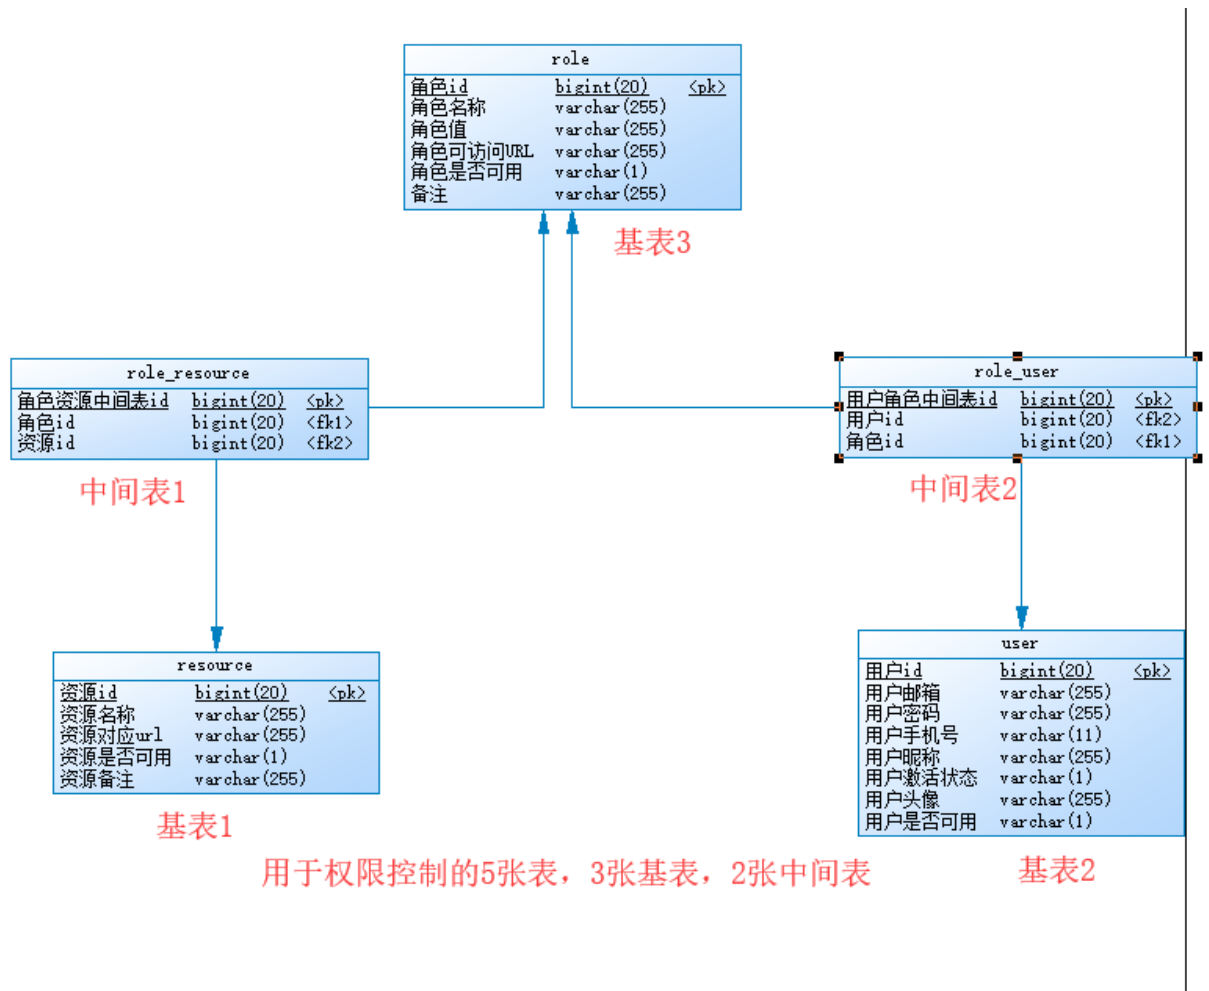 role
角色id bigint(20) <pk>
角色名称 varchar(255)
角色值 varchar(255)
角色可访问URL varchar(255)
角色是否可用 varchar(1)
备注 varchar(255)
基表3
role_resource
角色资源中间表id bigint(20) <pk>
角色id bigint(20) <fk1>
资源id bigint(20) <fk2>
中间表1
role_user
用户角色中间表id bigint(20) <pk>
用户id bigint(20) <fk2>
角色id bigint(20) <fk1>
中间表2
resource
资源id bigint(20) <pk>
资源名称 varchar(255)
资源对应url varchar(255)
资源是否可用 varchar(1)
资源备注 varchar(255)
基表1
user
用户id bigint(20) <pk>
用户邮箱 varchar(255)
用户密码 varchar(255)
用户手机号 varchar(11)
用户昵称 varchar(255)
用户激活状态 varchar(1)
用户头像 varchar(255)
用户是否可用 varchar(1)
基表2
用于权限控制的5张表，3张基表，2张中间表